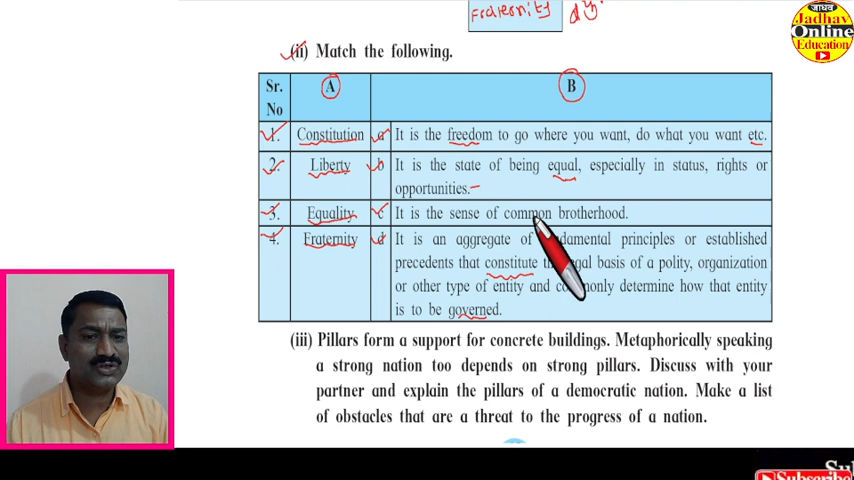 Fraternity
जाधव
Jadhav
Online
Education
(ii) Match the following.
Sr. No A B
1. Constitution a It is the freedom to go where you want, do what you want etc.
2. Liberty b It is the state of being equal, especially in status, rights or
opportunities.
3. Equality c It is the sense of common brotherhood.
4. Fraternity d It is an aggregate of fundamental principles or established
precedents that constitute the legal basis of a polity, organization
or other type of entity and commonly determine how that entity
is to be governed.
(iii) Pillars form a support for concrete buildings. Metaphorically speaking
a strong nation too depends on strong pillars. Discuss with your
partner and explain the pillars of a democratic nation. Make a list
of obstacles that are a threat to the progress of a nation.
Su
Subscribe